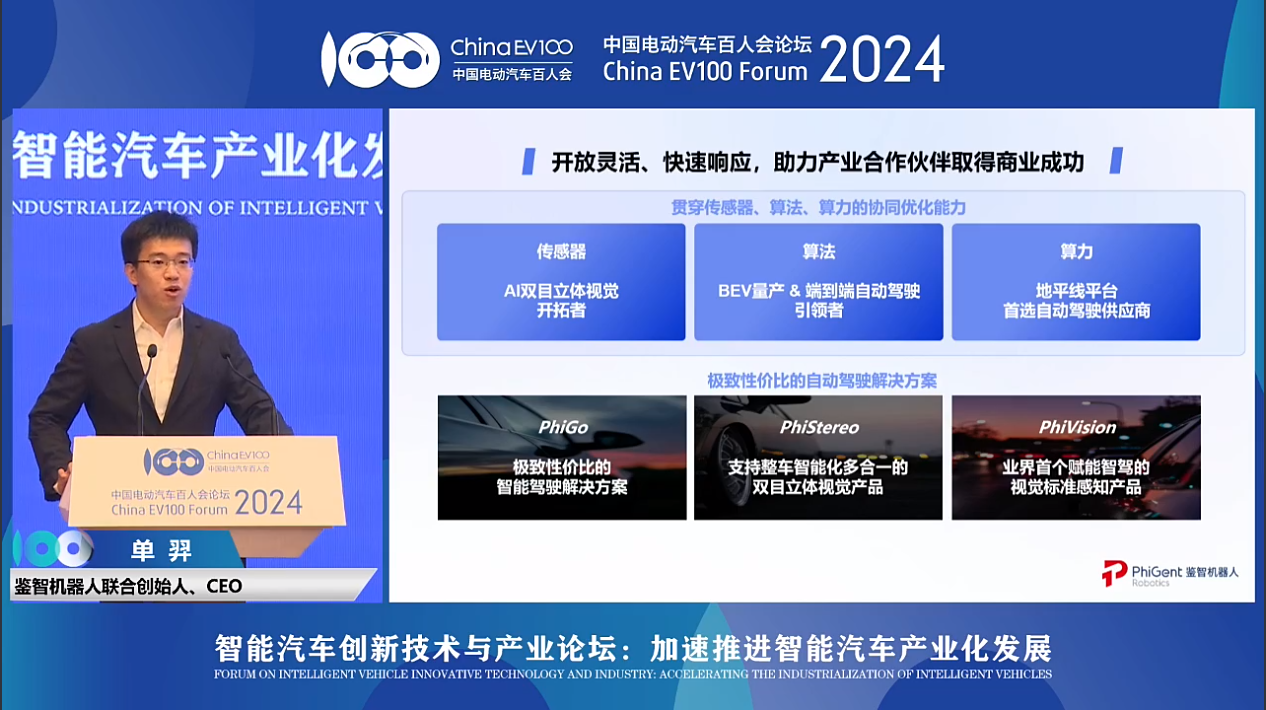 ChinaEV100
中国电动汽车百人会
中国电动汽车百人会论坛
China EV100 Forum
2024
智能汽车产业化发
INDUSTRIALIZATION OF INTELLIGENT V
ChinaEV100
中国电动汽车百人会
中国电动汽车百人会论坛
China EV100 Forum
2024
单羿
鉴智机器人联合创始人、CEO
开放灵活、快速响应，助力产业合作伙伴取得商业成功
贯穿传感器、算法、算力的协同优化能力
传感器
AI双目立体视觉
开拓者
算法
BEV量产 & 端到端自动驾驶
引领者
算力
地平线平台
首选自动驾驶供应商
极致性价比的自动驾驶解决方案
PhiGo
极致性价比的
智能驾驶解决方案
PhiStereo
支持整车智能化多合一的
双目立体视觉产品
PhiVision
业界首个赋能智驾的
视觉标准感知产品
PhiGent 鉴智机器人
Robotics
智能汽车创新技术与产业论坛：加速推进智能汽车产业化发展
FORUM ON INTELLIGENT VEHICLE INNOVATIVE TECHNOLOGY AND INDUSTRY: ACCELERATING THE INDUSTRIALIZATION OF INTELLIGENT VEHICLES